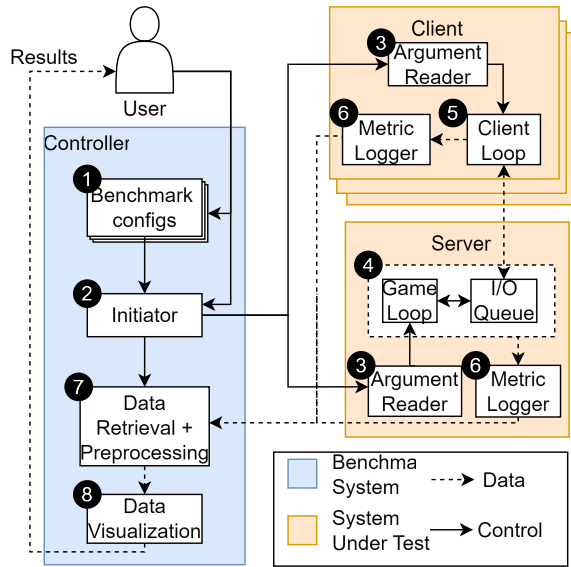 Results
User
Controller
1
Benchmark
configs
2
Initiator
7
Data
Retrieval +
Preprocessing
8
Data
Visualization
Client
3
Argument
Reader
6
Metric
Logger
5
Client
Loop
Server
4
Game
Loop
I/O
Queue
3
Argument
Reader
6
Metric
Logger
Benchma
System
Data
System
Under Test
Control